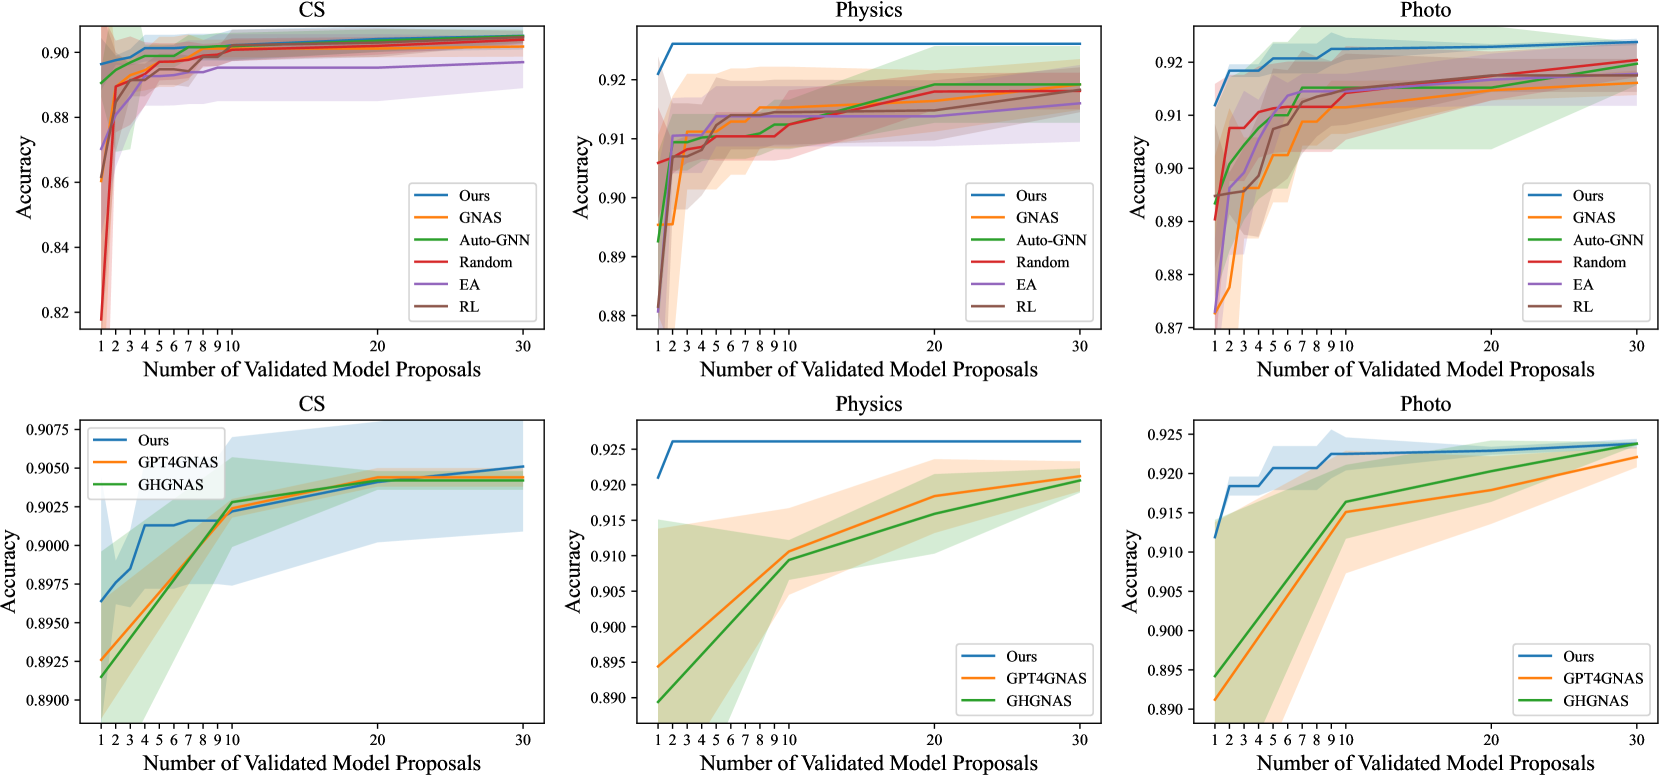 CS
Accuracy
0.90
0.88
0.86
0.84
0.82
Ours
GNAS
Auto-GNN
Random
EA
RL
1 2 3 4 5 6 7 8 9 10 20 30
Number of Validated Model Proposals
Physics
Accuracy
0.92
0.91
0.90
0.89
0.88
Ours
GNAS
Auto-GNN
Random
EA
RL
1 2 3 4 5 6 7 8 9 10 20 30
Number of Validated Model Proposals
Photo
Accuracy
0.92
0.91
0.90
0.89
0.88
0.87
Ours
GNAS
Auto-GNN
Random
EA
RL
1 2 3 4 5 6 7 8 9 10 20 30
Number of Validated Model Proposals
CS
Accuracy
0.9075
0.9050
0.9025
0.9000
0.8975
0.8950
0.8925
0.8900
Ours
GPT4GNAS
GHGNAS
1 2 3 4 5 6 7 8 9 10 20 30
Number of Validated Model Proposals
Physics
Accuracy
0.925
0.920
0.915
0.910
0.905
0.900
0.895
0.890
Ours
GPT4GNAS
GHGNAS
1 2 3 4 5 6 7 8 9 10 20 30
Number of Validated Model Proposals
Photo
Accuracy
0.925
0.920
0.915
0.910
0.905
0.900
0.895
0.890
Ours
GPT4GNAS
GHGNAS
1 2 3 4 5 6 7 8 9 10 20 30
Number of Validated Model Proposals